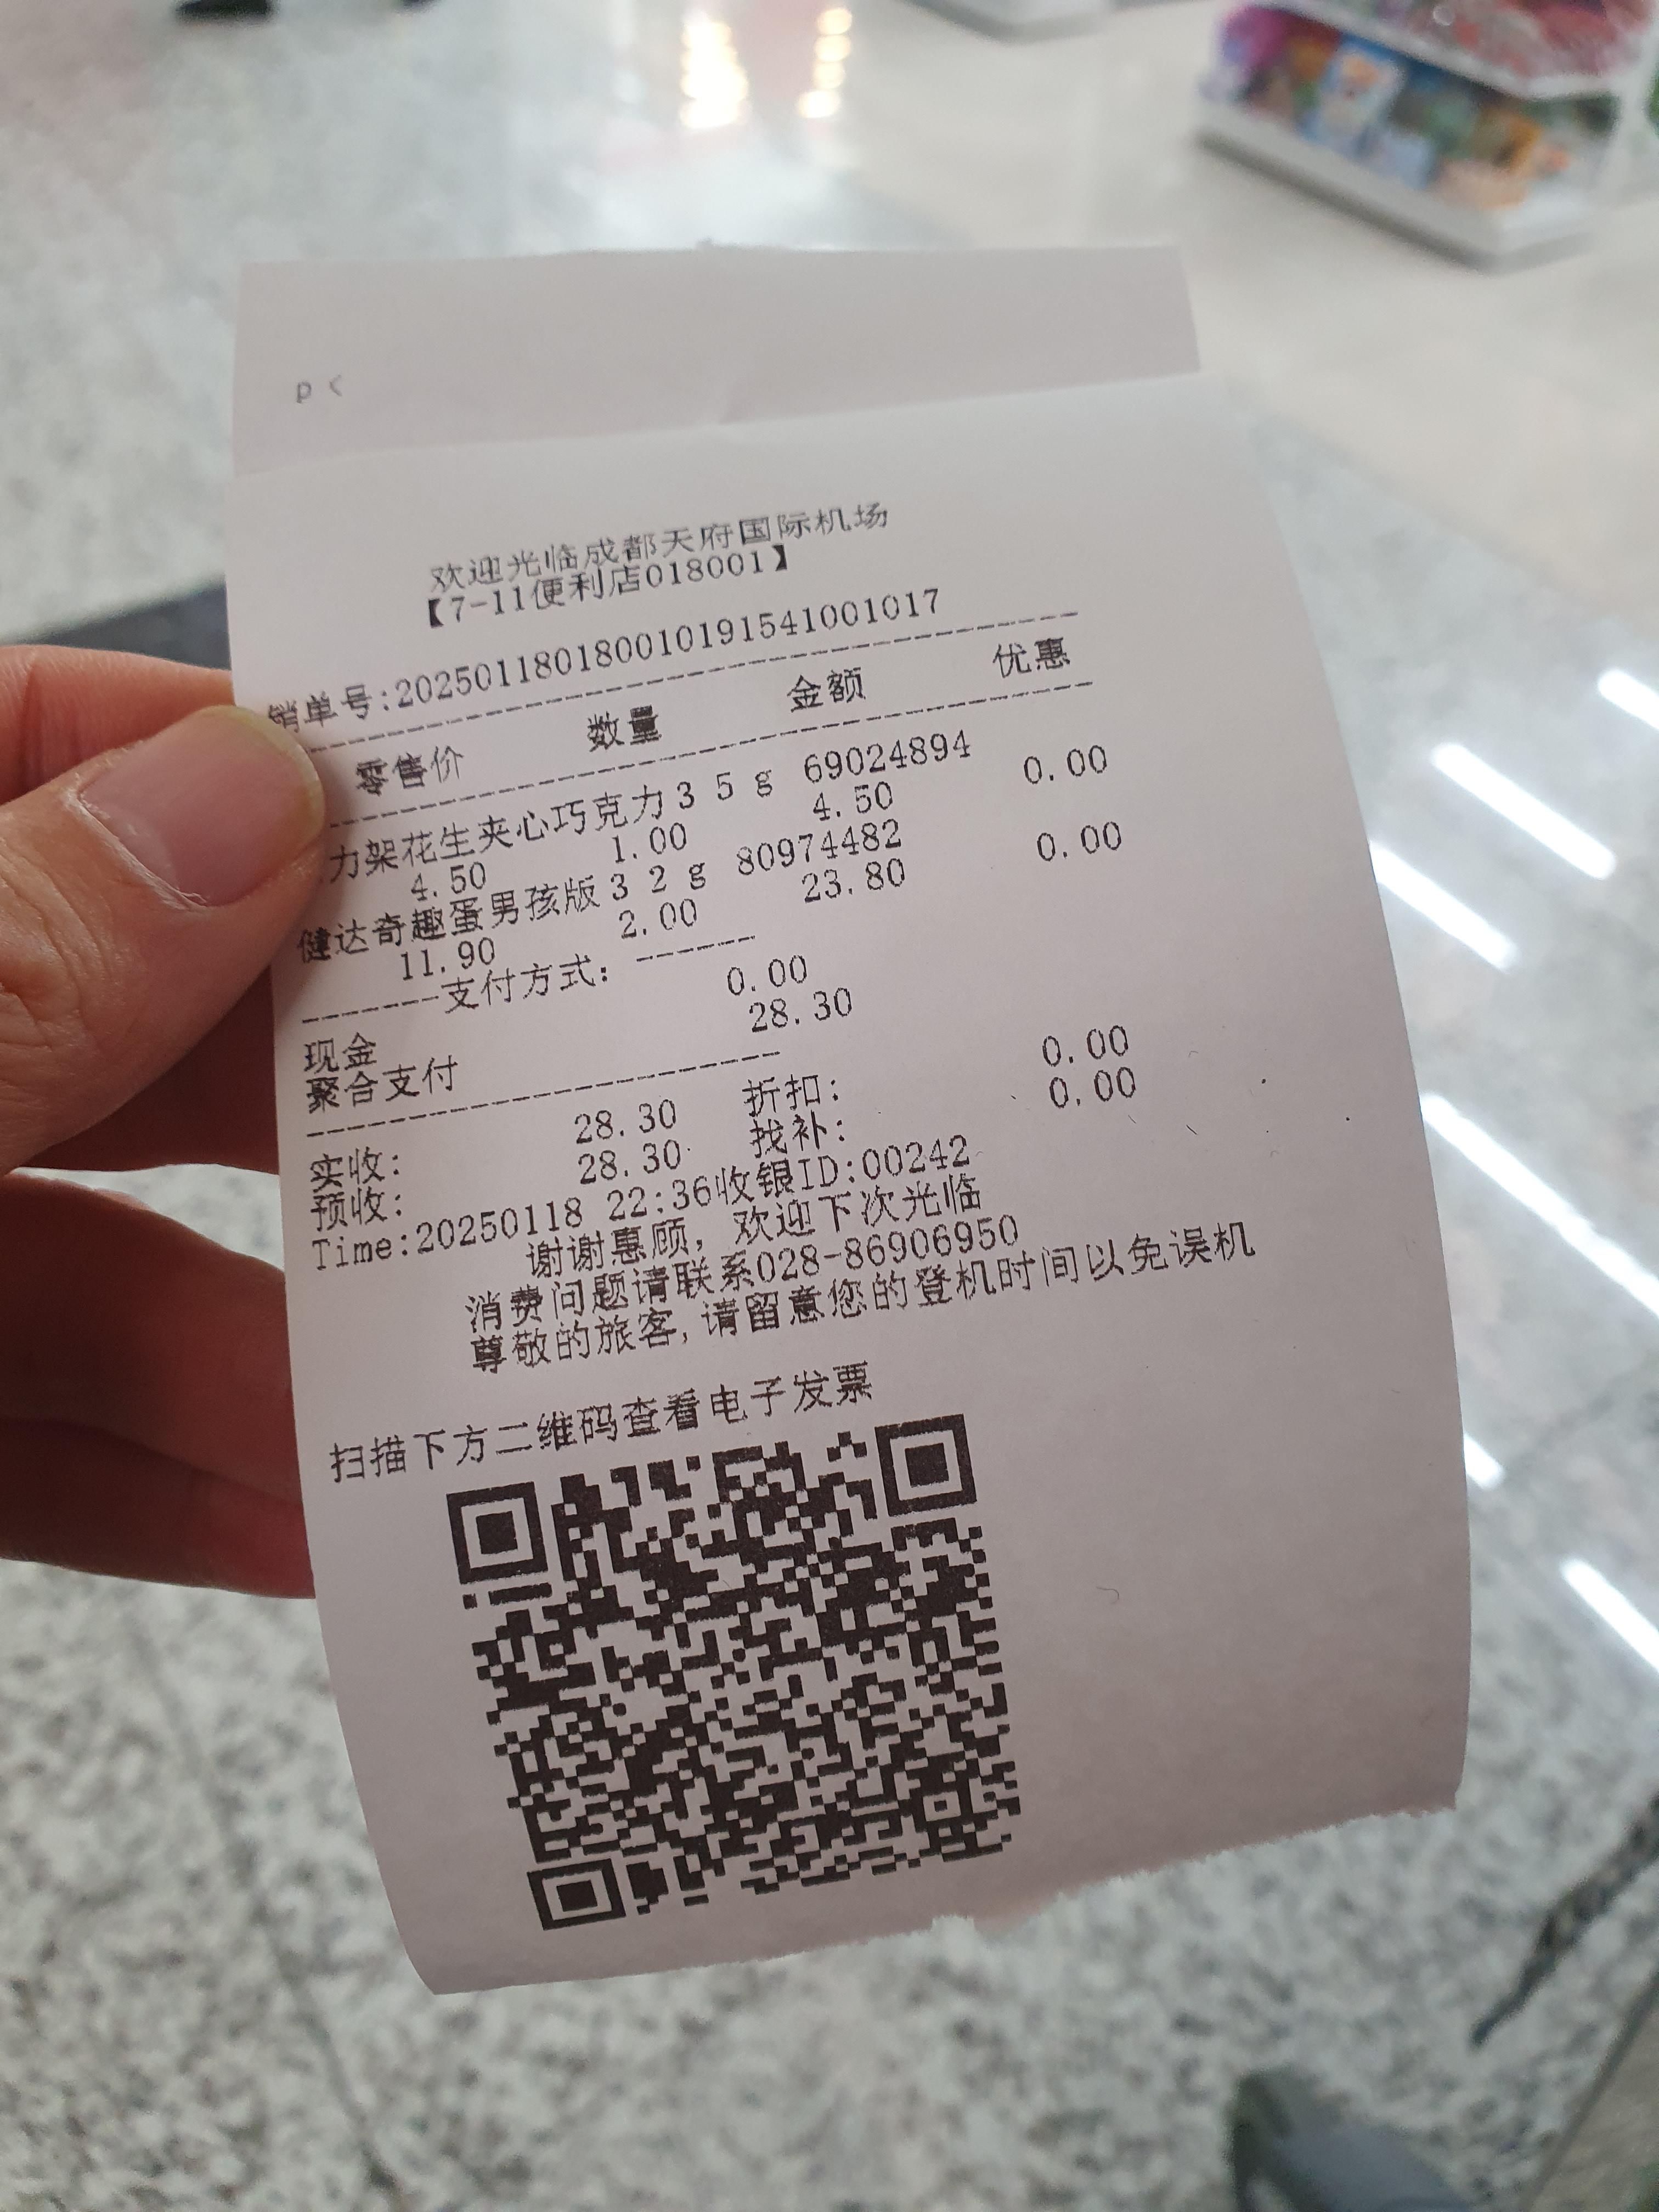 p <
欢迎光临成都天府国际机场
【7-11便利店018001】
销单号:2025011801800101915410​01017
零售价 数量 金额 优惠
力架花生夹心巧克力35g 69024894
4.50 1.00 4.50 0.00
健达奇趣蛋男孩版32g 80974482
11.90 2.00 23.80 0.00
-------支付方式: ------
现金 0.00
聚合支付 28.30
实收: 28.30 折扣: 0.00
预收: 28.30 找补: 0.00
Time:20250118 22:36收银ID:00242
谢谢惠顾, 欢迎下次光临
消费问题请联系028-86906950
尊敬的旅客, 请留意您的登机时间以免误机
扫描下方二维码查看电子发票